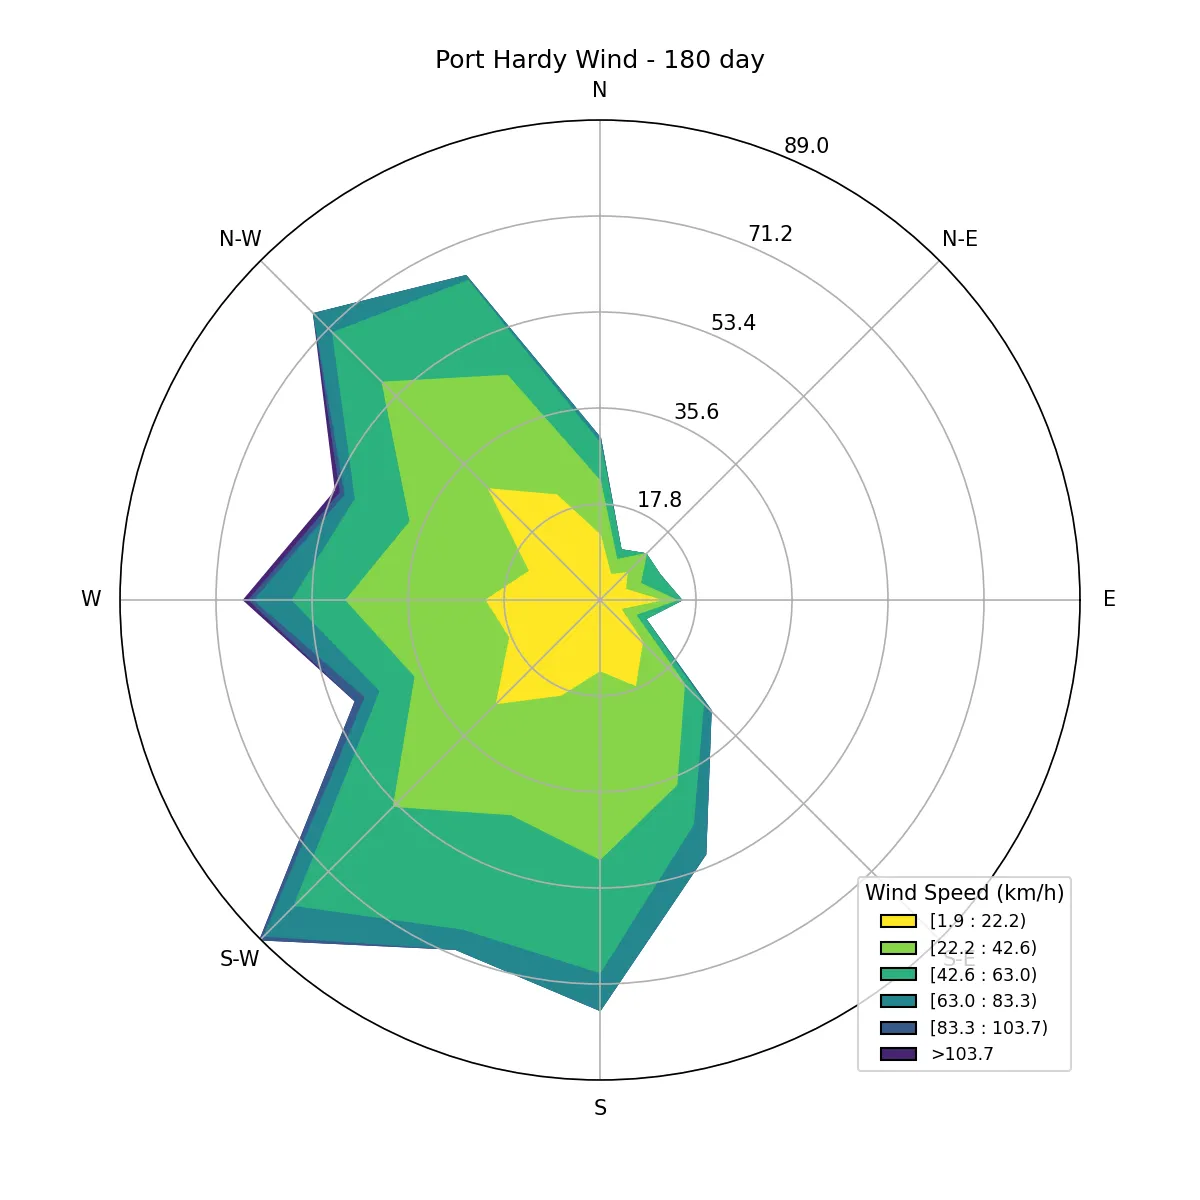 Port Hardy Wind - 180 day
N
89.0
71.2
N-W
N-E
53.4
35.6
17.8
W
E
Wind Speed (km/h)
[1.9 : 22.2)
[22.2 : 42.6)
S-W
S-E
[42.6 : 63.0)
[63.0 : 83.3)
[83.3 : 103.7)
>103.7
S